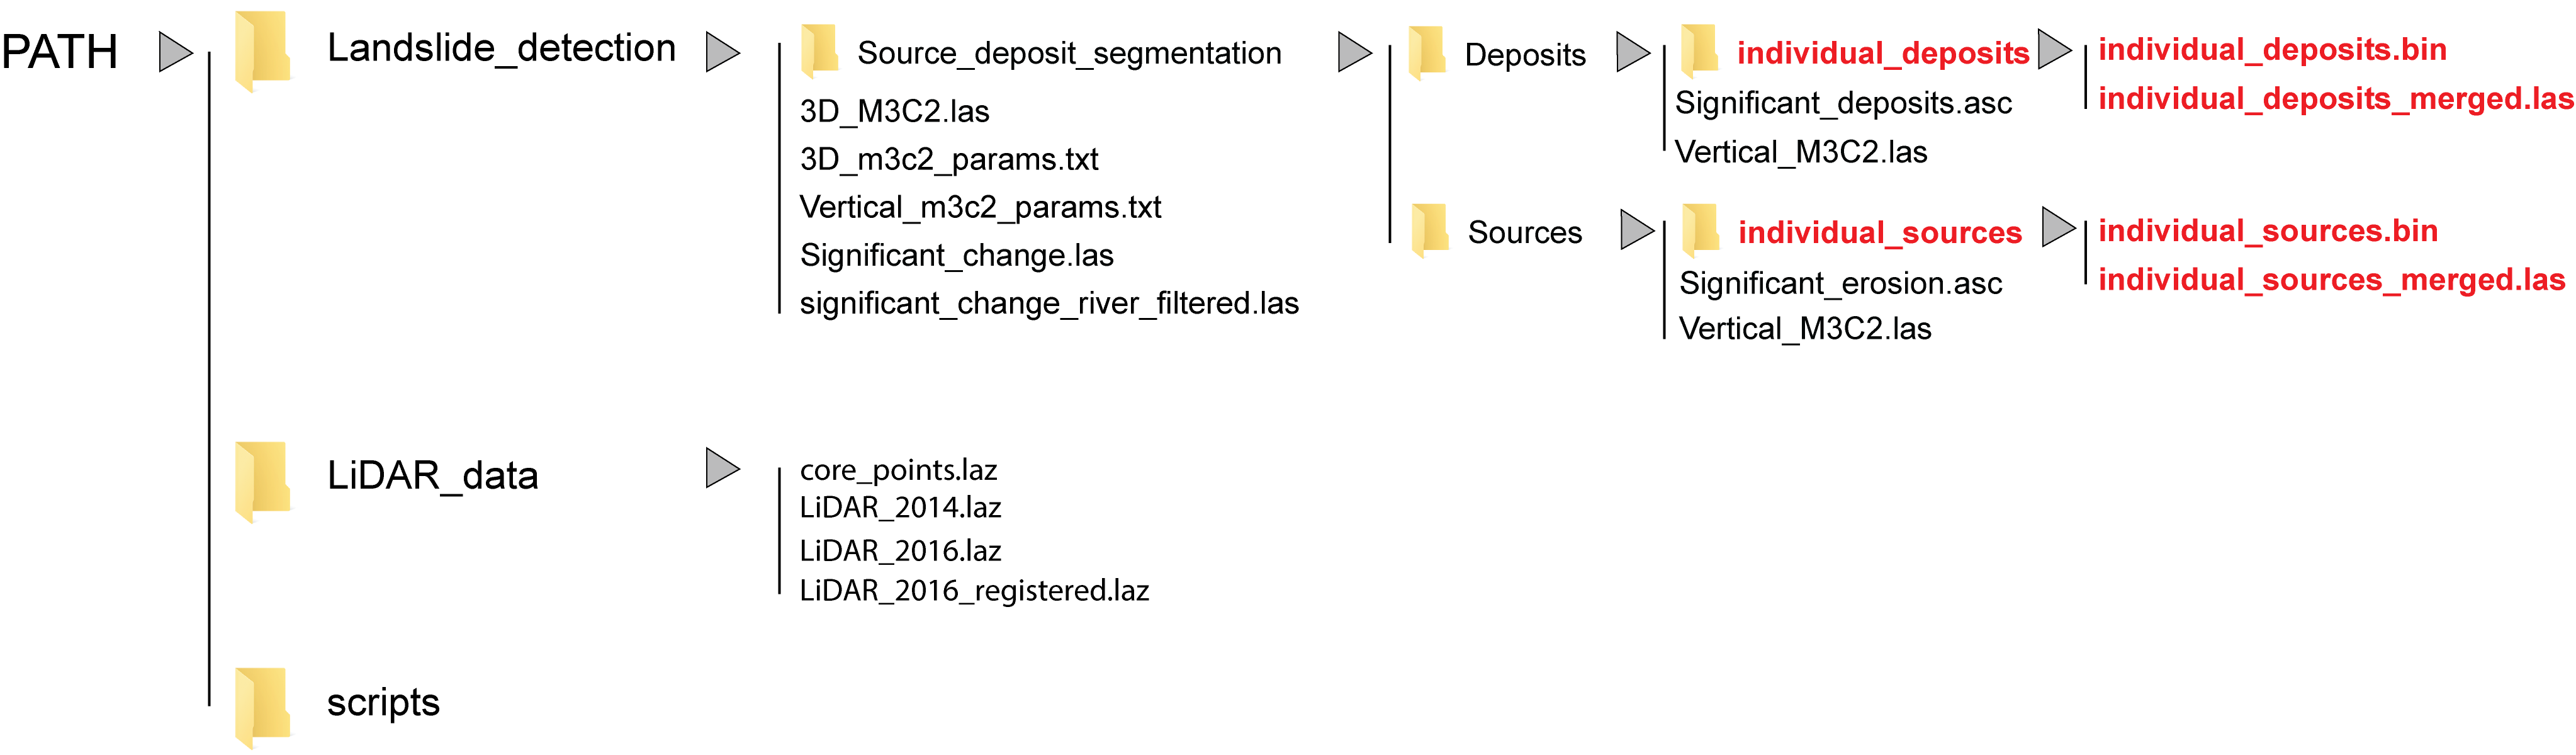 PATH
Landslide_detection
Source_deposit_segmentation
3D_M3C2.las
3D_m3c2_params.txt
Vertical_m3c2_params.txt
Significant_change.las
significant_change_river_filtered.las
Deposits
individual_deposits
Significant_deposits.asc
Vertical_M3C2.las
individual_deposits.bin
individual_deposits_merged.las
Sources
individual_sources
Significant_erosion.asc
Vertical_M3C2.las
individual_sources.bin
individual_sources_merged.las
LiDAR_data
core_points.laz
LiDAR_2014.laz
LiDAR_2016.laz
LiDAR_2016_registered.laz
scripts